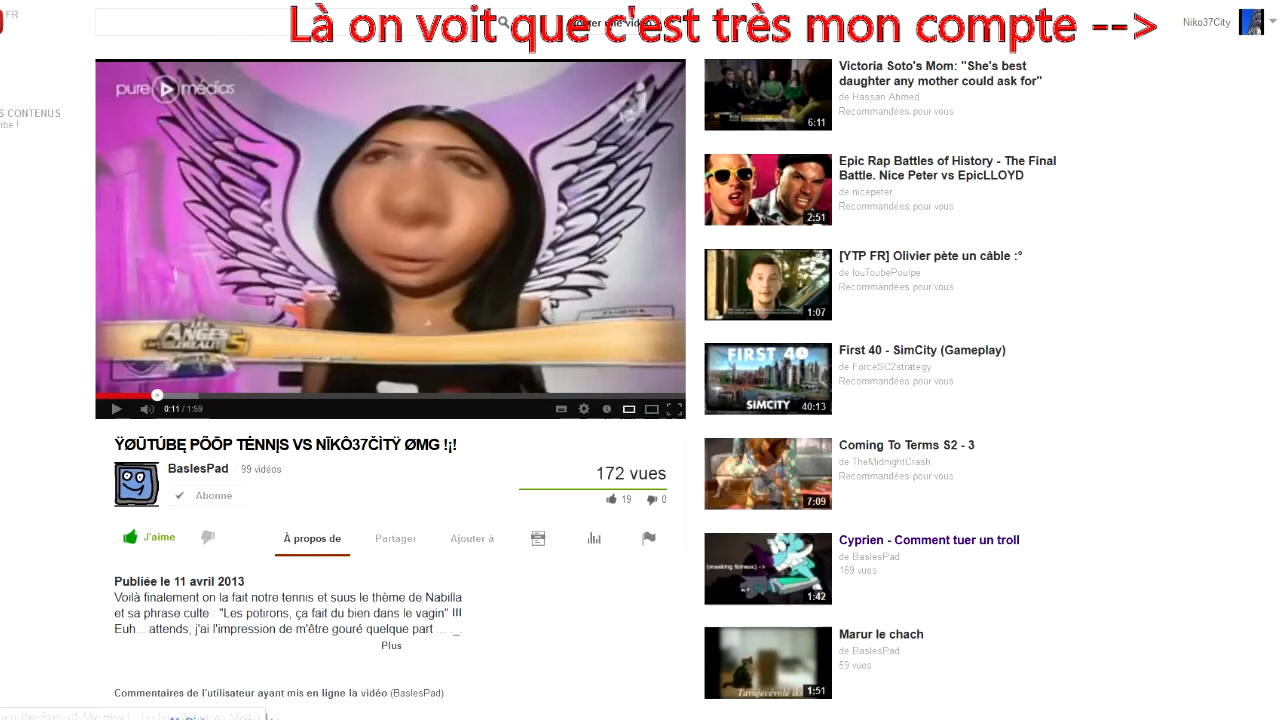 FR
Là on voit que c'est très mon compte -->
Niko37City
S CONTENUS
be !
pure médias
LES ANGES
0:11 / 1:59
ŸØŪTÚBĘ PÕŌP TĖNN|S VS NĪKÔ37ČÌTŸ ØMG !¡!
BaslesPad · 99 vidéos
Abonné
172 vues
19 0
J'aime
À propos de Partager Ajouter à
Publiée le 11 avril 2013
Voilà finalement on la fait notre tennis et suus le thème de Nabilla
et sa phrase culte : "Les potirons, ça fait du bien dans le vagin" !!!
Euh... attends, j'ai l'impression de m'être gouré quelque part ... ._.
Plus
Commentaires de l'utilisateur ayant mis en ligne la vidéo (BaslesPad)
Victoria Soto's Mom: "She's best
daughter any mother could ask for"
de Hassan Ahmed
Recommandées pour vous
6:11
Epic Rap Battles of History - The Final
Battle. Nice Peter vs EpicLLOYD
de nicepeter
Recommandées pour vous
2:51
[YTP FR] Olivier pète un câble :°
de louToubePoulpe
Recommandées pour vous
1:07
First 40 - SimCity (Gameplay)
de ForceSC2strategy
Recommandées pour vous
FIRST 40
SIMCITY
40:13
Coming To Terms S2 - 3
de TheMidnightCrash
Recommandées pour vous
7:09
Cyprien - Comment tuer un troll
de BaslesPad
169 vues
(masking foireux) ->
1:42
Marur le chach
de BaslesPad
59 vues
1:51